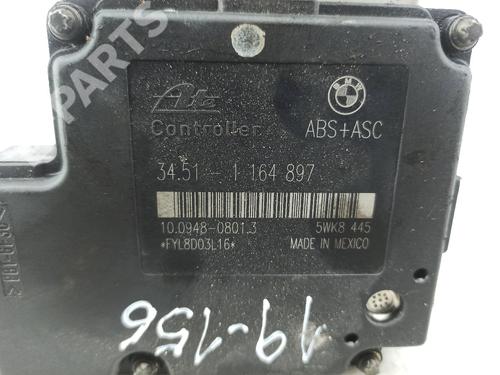 B-PARTS
BMW
Ate
Controller ABS+ASC
34.51 - 1 164 897
10.0948-0801.3 5WK8 445
*FYL8D03L16* MADE IN MEXICO
19-156